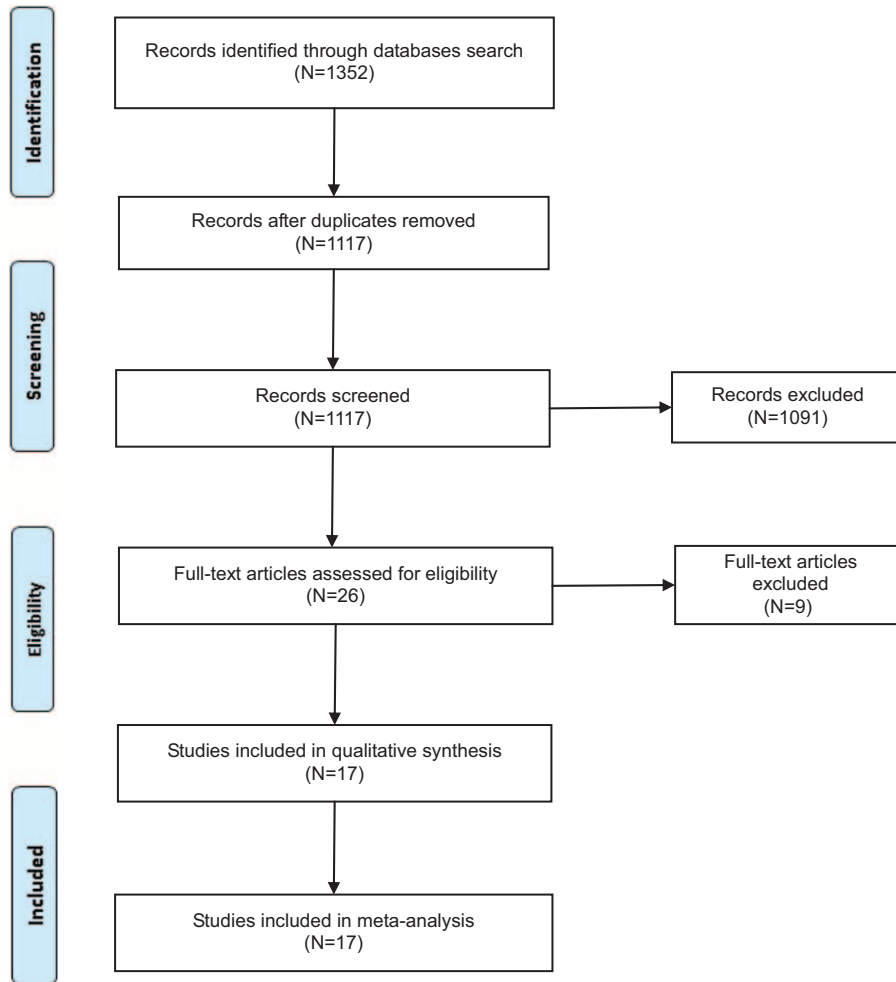 Identification
Records identified through databases search
(N=1352)
Records after duplicates removed
(N=1117)
Screening
Records screened
(N=1117)
Records excluded
(N=1091)
Eligibility
Full-text articles assessed for eligibility
(N=26)
Full-text articles
excluded
(N=9)
Studies included in qualitative synthesis
(N=17)
Included
Studies included in meta-analysis
(N=17)